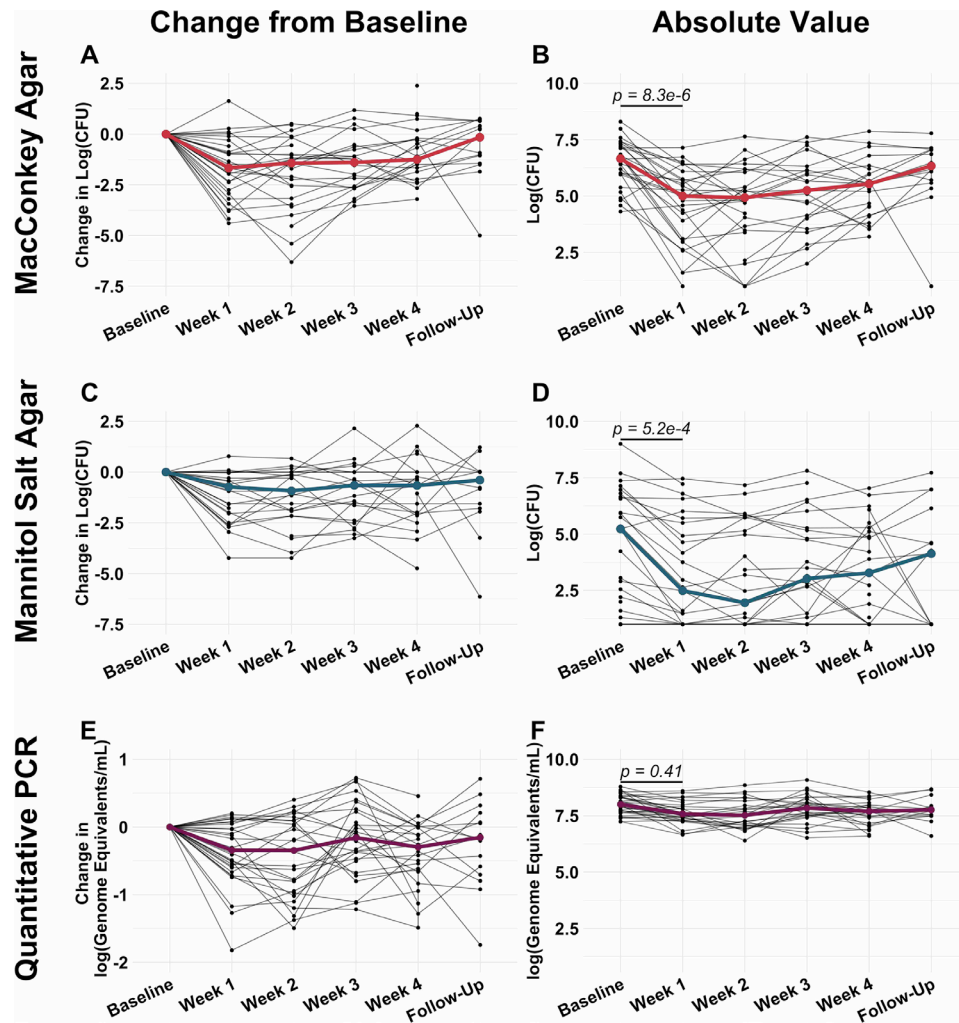 Change from Baseline
Absolute Value
MacConkey Agar
A
Change in Log(CFU)
2.5
0.0
-2.5
-5.0
-7.5
Baseline
Week 1
Week 2
Week 3
Week 4
Follow-Up
B
Log(CFU)
10.0
7.5
5.0
2.5
p = 8.3e-6
Baseline
Week 1
Week 2
Week 3
Week 4
Follow-Up
Mannitol Salt Agar
C
Change in Log(CFU)
2.5
0.0
-2.5
-5.0
-7.5
Baseline
Week 1
Week 2
Week 3
Week 4
Follow-Up
D
Log(CFU)
10.0
7.5
5.0
2.5
p = 5.2e-4
Baseline
Week 1
Week 2
Week 3
Week 4
Follow-Up
Quantitative PCR
E
Change in
log(Genome Equivalents/mL)
1
0
-1
-2
Baseline
Week 1
Week 2
Week 3
Week 4
Follow-Up
F
log(Genome Equivalents/mL)
10.0
7.5
5.0
2.5
p = 0.41
Baseline
Week 1
Week 2
Week 3
Week 4
Follow-Up